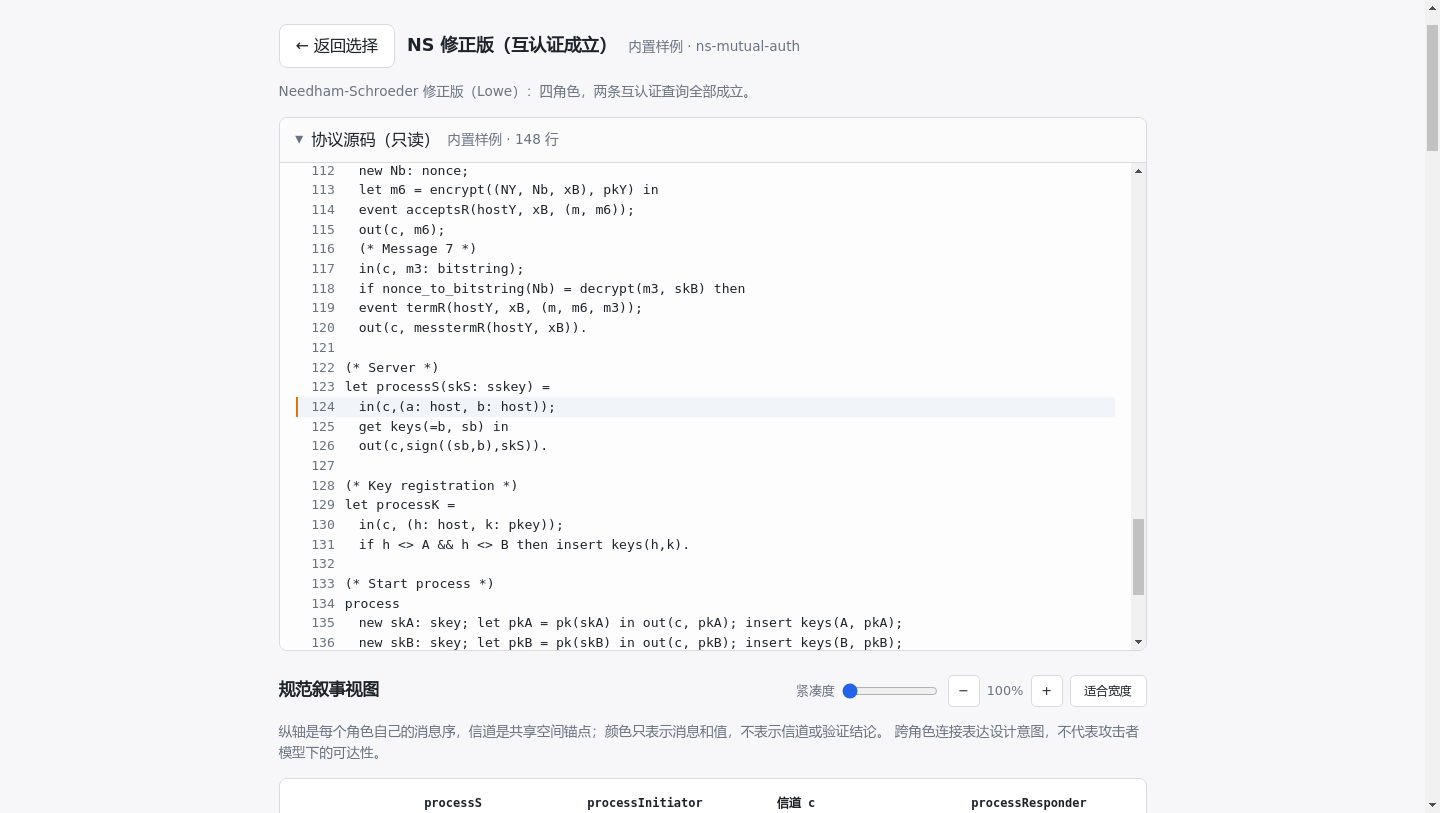 ← 返回选择
NS 修正版（互认证成立）
内置样例 · ns-mutual-auth
Needham-Schroeder 修正版（Lowe）：四角色，两条互认证查询全部成立。
▼ 协议源码（只读） 内置样例 · 148 行
112 new Nb: nonce;
113 let m6 = encrypt((NY, Nb, xB), pkY) in
114 event acceptsR(hostY, xB, (m, m6));
115 out(c, m6);
116 (* Message 7 *)
117 in(c, m3: bitstring);
118 if nonce_to_bitstring(Nb) = decrypt(m3, skB) then
119 event termR(hostY, xB, (m, m6, m3));
120 out(c, messtermR(hostY, xB)).
121
122 (* Server *)
123 let processS(skS: sskey) =
124 in(c,(a: host, b: host));
125 get keys(=b, sb) in
126 out(c,sign((sb,b),skS)).
127
128 (* Key registration *)
129 let processK =
130 in(c, (h: host, k: pkey));
131 if h <> A && h <> B then insert keys(h,k).
132
133 (* Start process *)
134 process
135 new skA: skey; let pkA = pk(skA) in out(c, pkA); insert keys(A, pkA);
136 new skB: skey; let pkB = pk(skB) in out(c, pkB); insert keys(B, pkB);
规范叙事视图
紧凑度
− 100% +
适合宽度
纵轴是每个角色自己的消息序，信道是共享空间锚点；颜色只表示消息和值，不表示信道或验证结论。 跨角色连接表达设计意图，不代表攻击者
模型下的可达性。
processS processInitiator 信道 c processResponder